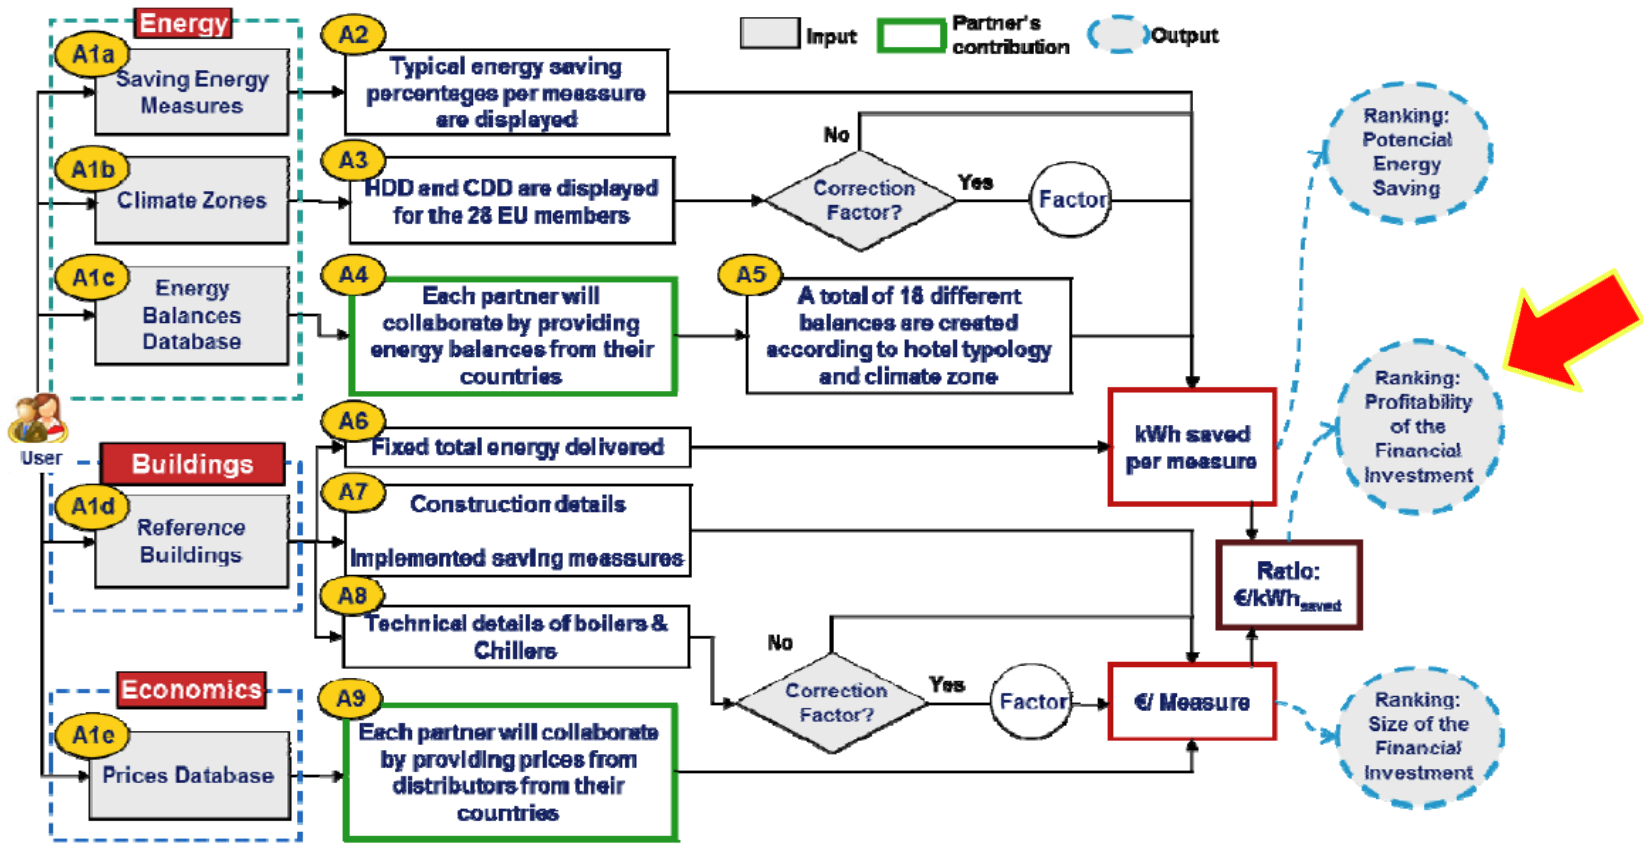 Energy
A1a
Saving Energy
Measures
A2
Typical energy saving
percentages per meassure
are displayed
Input
Partner's
contribution
Output
A1b
Climate Zones
A3
HDD and CDD are displayed
for the 28 EU members
No
Correction
Factor?
Yes
Factor
Ranking:
Potencial
Energy
Saving
A1c
Energy
Balances
Database
A4
Each partner will
collaborate by providing
energy balances from their
countries
A5
A total of 18 different
balances are created
according to hotel typology
and climate zone
Ranking:
Profitability
of the
Financial
Investment
User
Buildings
A1d
Reference
Buildings
A6
Fixed total energy delivered
kWh saved
per measure
A7
Construction details
Implemented saving meassures
Ratio:
€/kWhsaved
A8
Technical details of boilers &
Chillers
No
Correction
Factor?
Yes
Factor
€/ Measure
Ranking:
Size of the
Financial
Investment
Economics
A1e
Prices Database
A9
Each partner will collaborate
by providing prices from
distributors from their
countries